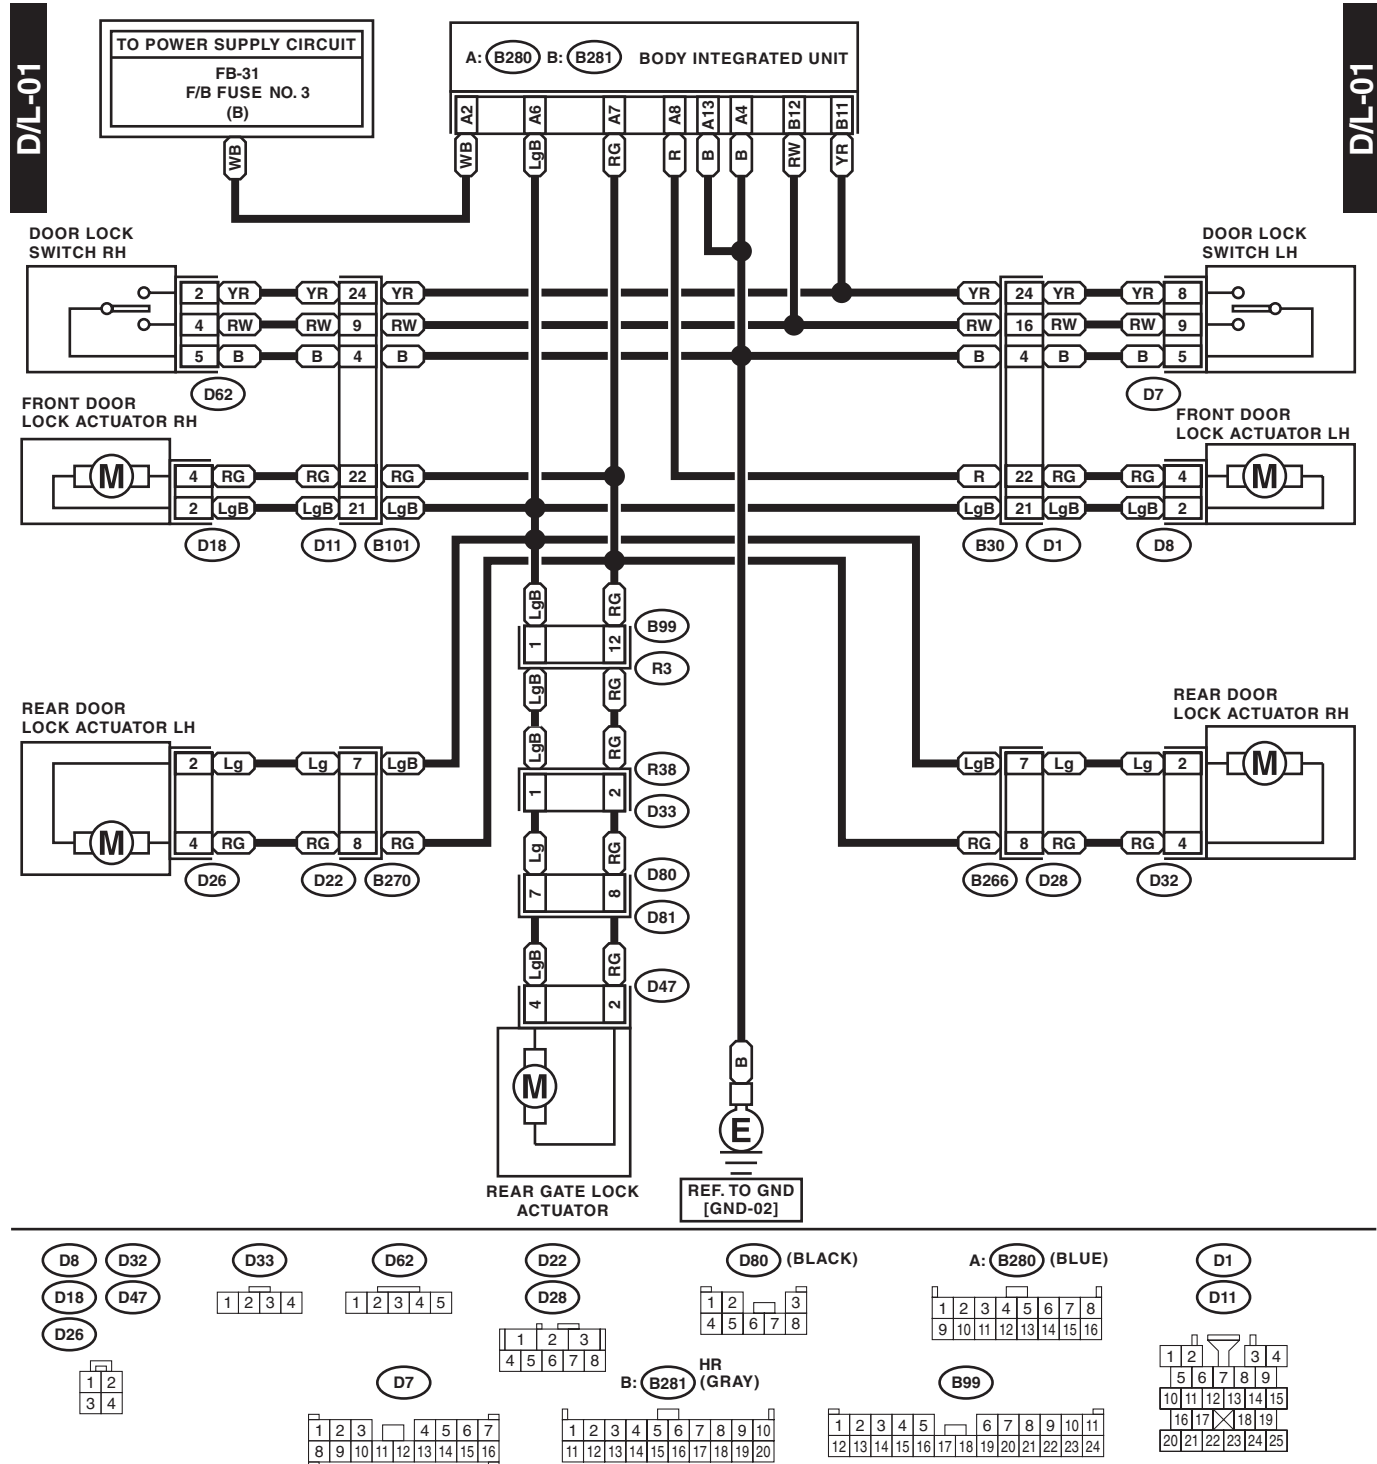 D/L-01
D/L-01
TO POWER SUPPLY CIRCUIT
FB-31
F/B FUSE NO. 3
(B)
A: B280 B: B281 BODY INTEGRATED UNIT
A2 A6 A7 A8 A13 A4 B12 B11
WB WB LgB RG R B B RW YR
DOOR LOCK
SWITCH RH
DOOR LOCK
SWITCH LH
2 YR YR 24 YR YR 24 YR YR 8
4 RW RW 9 RW RW 16 RW RW 9
5 B B 4 B B 4 B B 5
D62 D7
FRONT DOOR
LOCK ACTUATOR RH
FRONT DOOR
LOCK ACTUATOR LH
M 4 RG RG 22 RG R 22 RG RG 4 M
2 LgB LgB 21 LgB LgB 21 LgB LgB 2
D18 D11 B101 B30 D1 D8
LgB RG
1 12
B99
R3
LgB RG
LgB RG
REAR DOOR
LOCK ACTUATOR LH
REAR DOOR
LOCK ACTUATOR RH
2 Lg Lg 7 LgB LgB 7 Lg Lg 2 M
1 2
R38
D33
M 4 RG RG 8 RG Lg RG RG 8 RG RG 4
D26 D22 B270 B266 D28 D32
7 8
D80
D81
LgB RG
4 2
D47
M
B
E
REAR GATE LOCK
ACTUATOR
REF. TO GND
[GND-02]
D8 D32 D33 D62 D22 D80 (BLACK) A: B280 (BLUE) D1
D18 D47 D28 D11
D26
1 2 3 4
1 2 3 4 5
1 2 3
4 5 6 7 8
1 2 3
4 5 6 7 8
1 2 3 4 5 6 7 8
9 10 11 12 13 14 15 16
1 2
3 4
1 2 3 4
5 6 7 8 9
10 11 12 13 14 15
16 17 18 19
20 21 22 23 24 25
D7
B: B281 HR
(GRAY)
B99
1 2 3 4 5 6 7
8 9 10 11 12 13 14 15 16
1 2 3 4 5 6 7 8 9 10
11 12 13 14 15 16 17 18 19 20
1 2 3 4 5 6 7 8 9 10 11
12 13 14 15 16 17 18 19 20 21 22 23 24